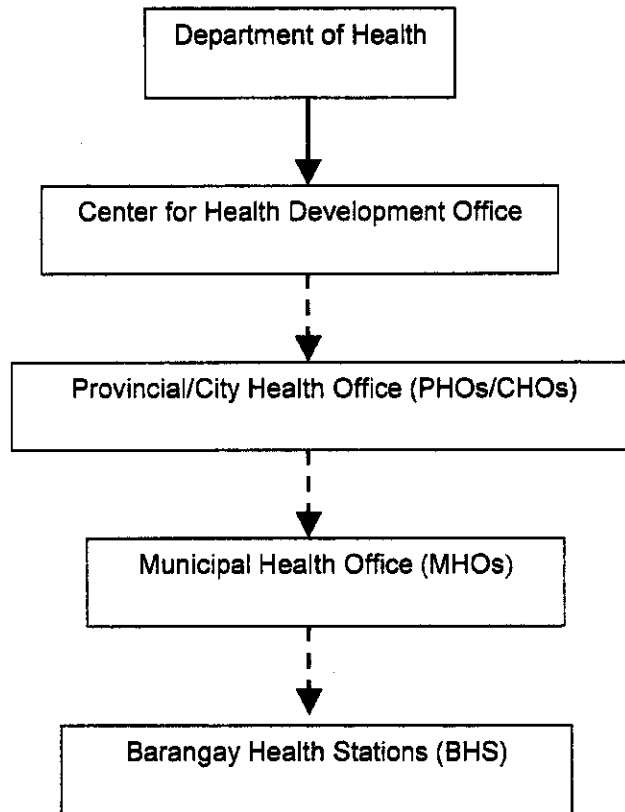 Department of Health
Center for Health Development Office
Provincial/City Health Office (PHOs/CHOs)
Municipal Health Office (MHOs)
Barangay Health Stations (BHS)